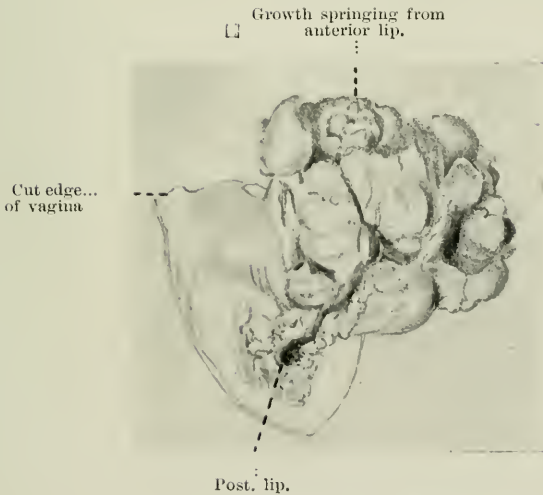 Growth springing from
anterior lip.
Cut edge...
of vagina
Post. lip.